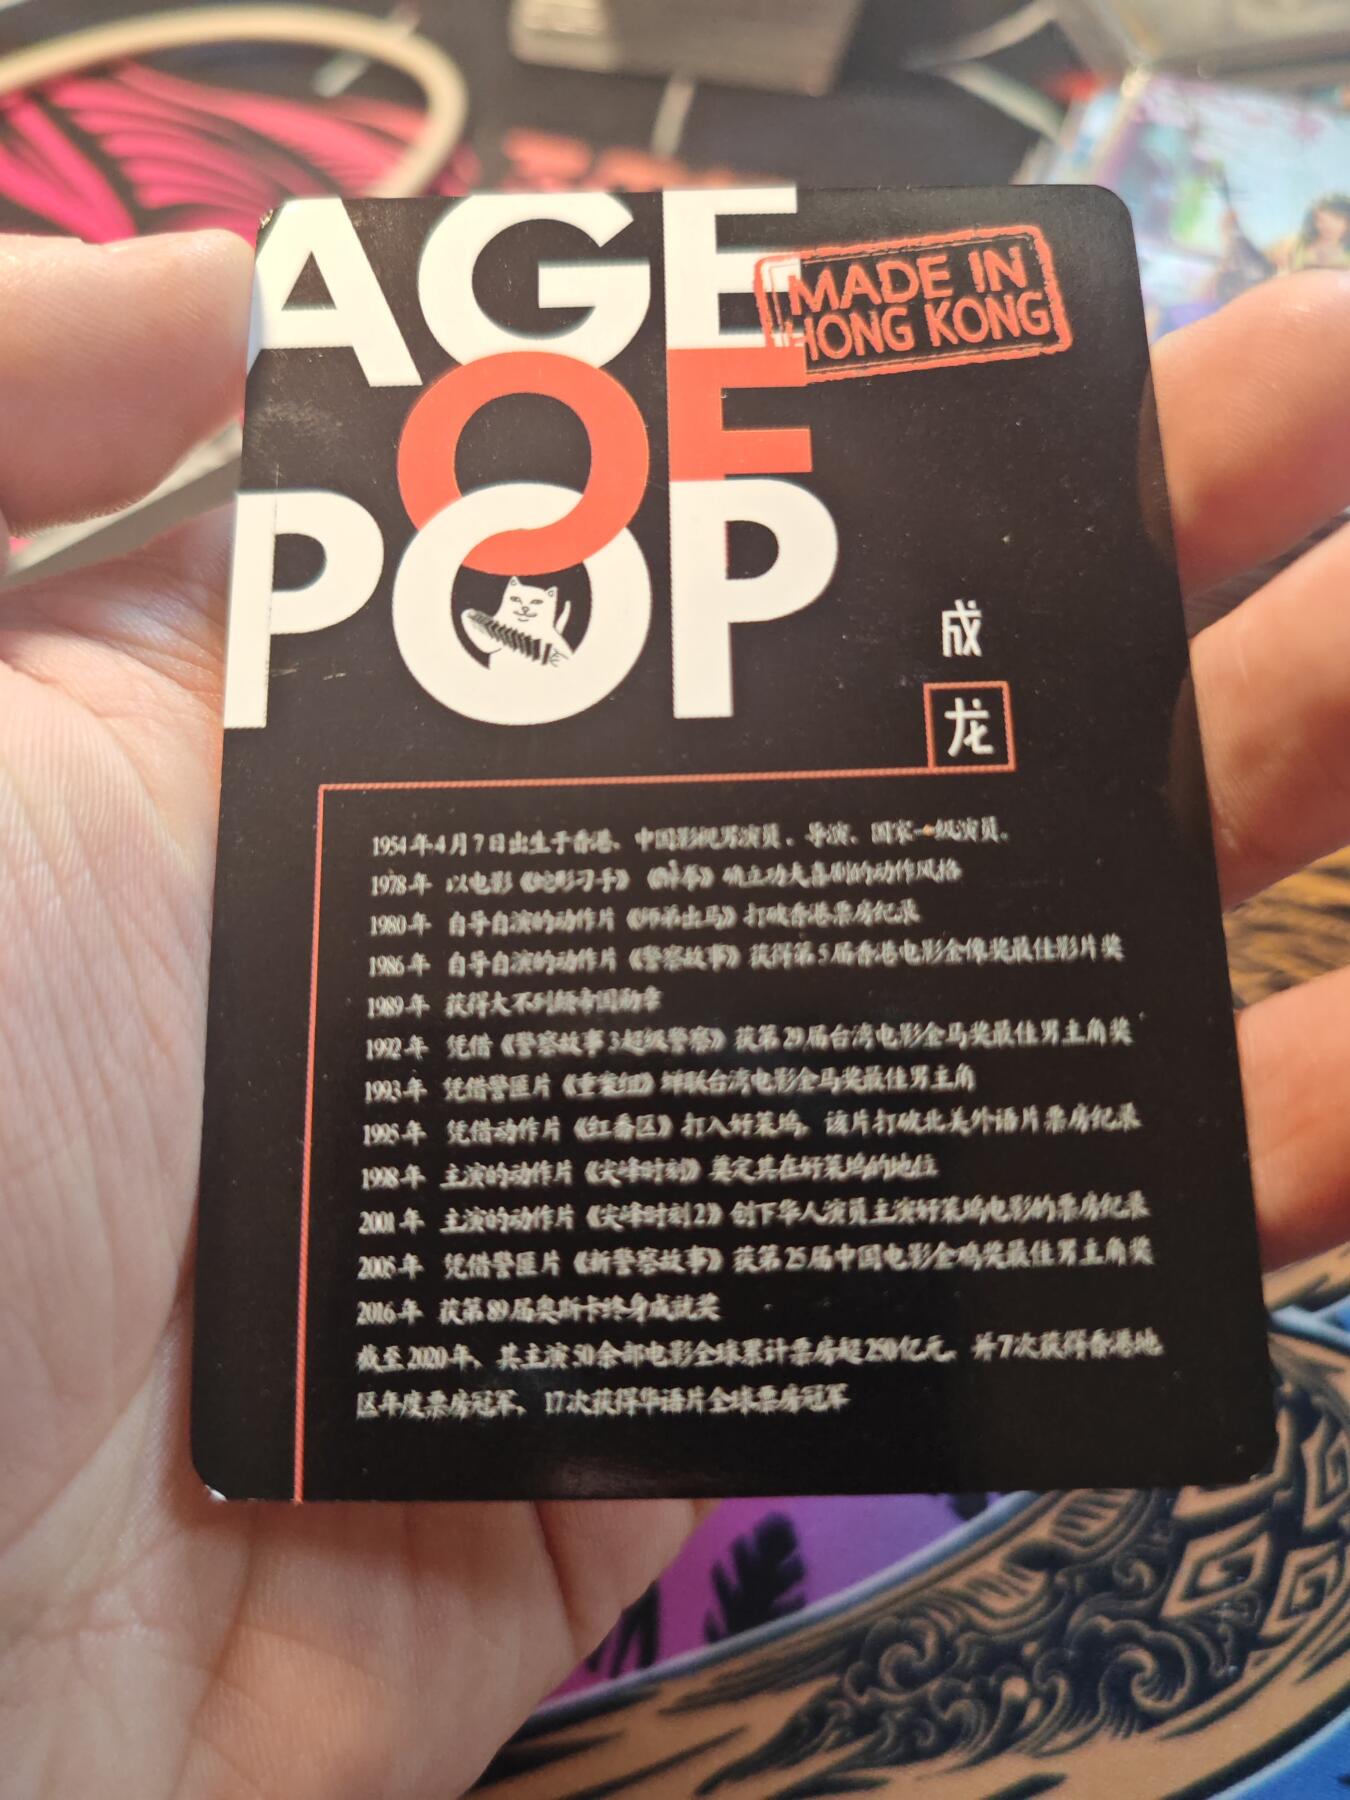 AGE
OF
POP
MADE IN
HONG KONG
成
龙
1954年4月7日出生于香港，中国影视男演员、导演、国家一级演员。
1978年 以电影《蛇形刁手》《醉拳》确立功夫喜剧的动作风格
1980年 自导自演的动作片《师弟出马》打破香港票房纪录
1986年 自导自演的动作片《警察故事》获得第5届香港电影金像奖最佳影片奖
1989年 获得大不列颠帝国勋章
1992年 凭借《警察故事3超级警察》获第29届台湾电影金马奖最佳男主角奖
1993年 凭借警匪片《重案组》蝉联台湾电影金马奖最佳男主角
1995年 凭借动作片《红番区》打入好莱坞，该片打破北美外语片票房纪录
1998年 主演的动作片《尖峰时刻》奠定其在好莱坞的地位
2001年 主演的动作片《尖峰时刻2》创下华人演员主演好莱坞电影的票房纪录
2005年 凭借警匪片《新警察故事》获第25届中国电影金鸡奖最佳男主角奖
2016年 获第89届奥斯卡终身成就奖
截至2020年，其主演50余部电影全球累计票房超290亿元，并7次获得香港地
区年度票房冠军，17次获得华语片全球票房冠军